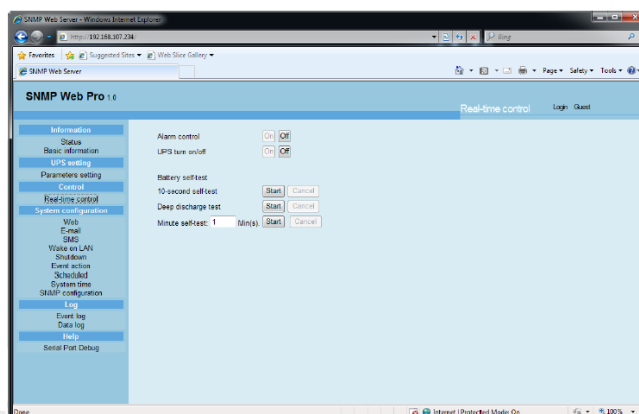 SNMP Web Server - Windows Internet Explorer
http://192.168.107.234/
Bing
Favorites Suggested Sites Web Slice Gallery
SNMP Web Server
Page Safety Tools
SNMP Web Pro 1.0
Real-time control Login Guest
Information
Status
Basic information
UPS setting
Parameters setting
Control
Real-time control
System configuration
Web
E-mail
SMS
Wake on LAN
Shutdown
Event action
Scheduled
System time
SNMP configuration
Log
Event log
Data log
Help
Serial Port Debug
Alarm control On Off
UPS turn on/off On Off
Battery self-test
10-second self-test Start Cancel
Deep discharge test Start Cancel
Minute self-test: 1 Min(s). Start Cancel
Done Internet | Protected Mode: On 100%